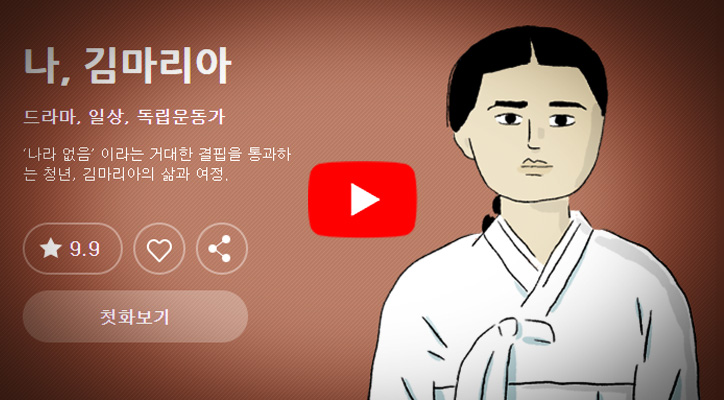 나, 김마리아
드라마, 일상, 독립운동가
‘나라 없음’ 이라는 거대한 결핍을 통과하
는 청년, 김마리아의 삶과 여정.
9.9
첫화보기